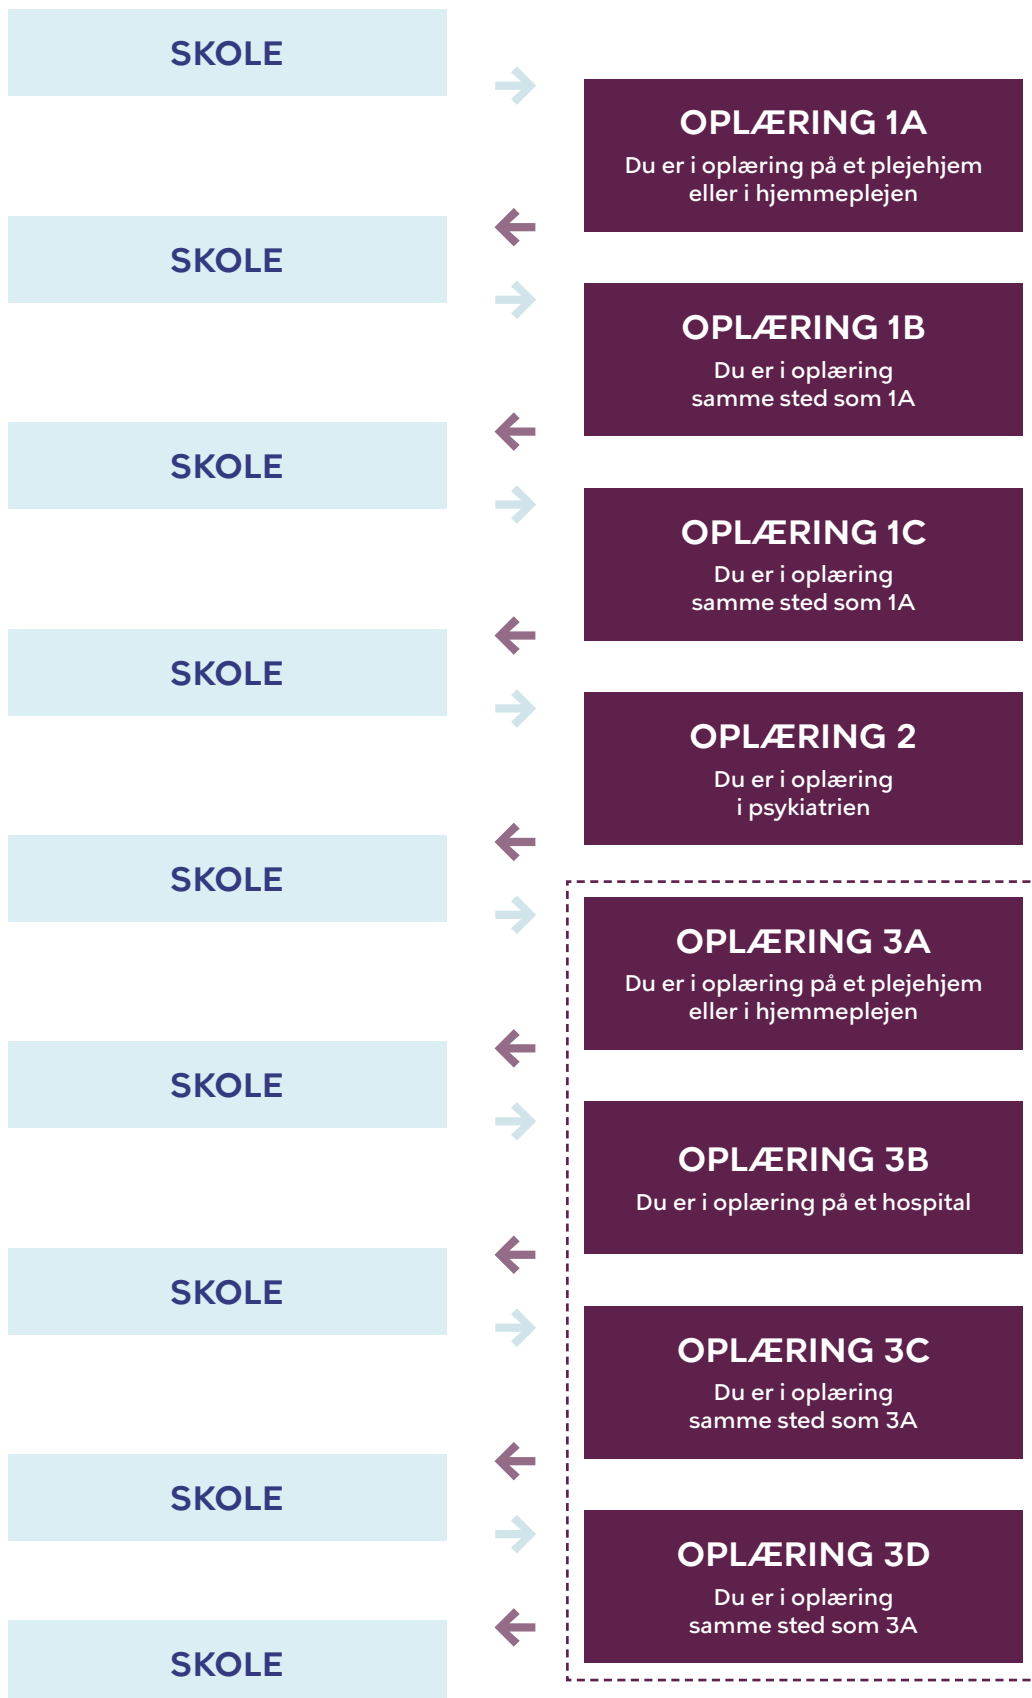 SKOLE
OPLÆRING 1A
Du er i oplæring på et plejehjem
eller i hjemmeplejen
SKOLE
OPLÆRING 1B
Du er i oplæring
samme sted som 1A
SKOLE
OPLÆRING 1C
Du er i oplæring
samme sted som 1A
SKOLE
OPLÆRING 2
Du er i oplæring
i psykiatrien
SKOLE
OPLÆRING 3A
Du er i oplæring på et plejehjem
eller i hjemmeplejen
SKOLE
OPLÆRING 3B
Du er i oplæring på et hospital
SKOLE
OPLÆRING 3C
Du er i oplæring
samme sted som 3A
SKOLE
OPLÆRING 3D
Du er i oplæring
samme sted som 3A
SKOLE